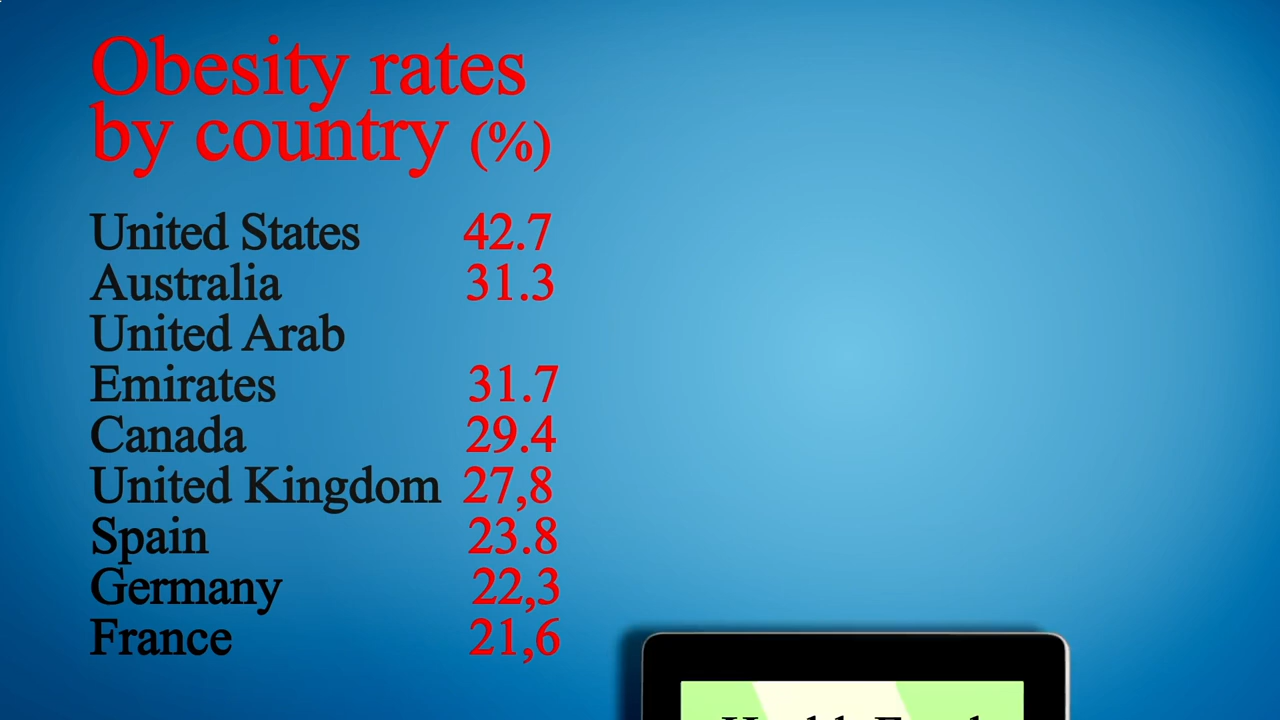 Obesity rates
by country (%)
United States 42.7
Australia 31.3
United Arab
Emirates 31.7
Canada 29.4
United Kingdom 27,8
Spain 23.8
Germany 22,3
France 21,6